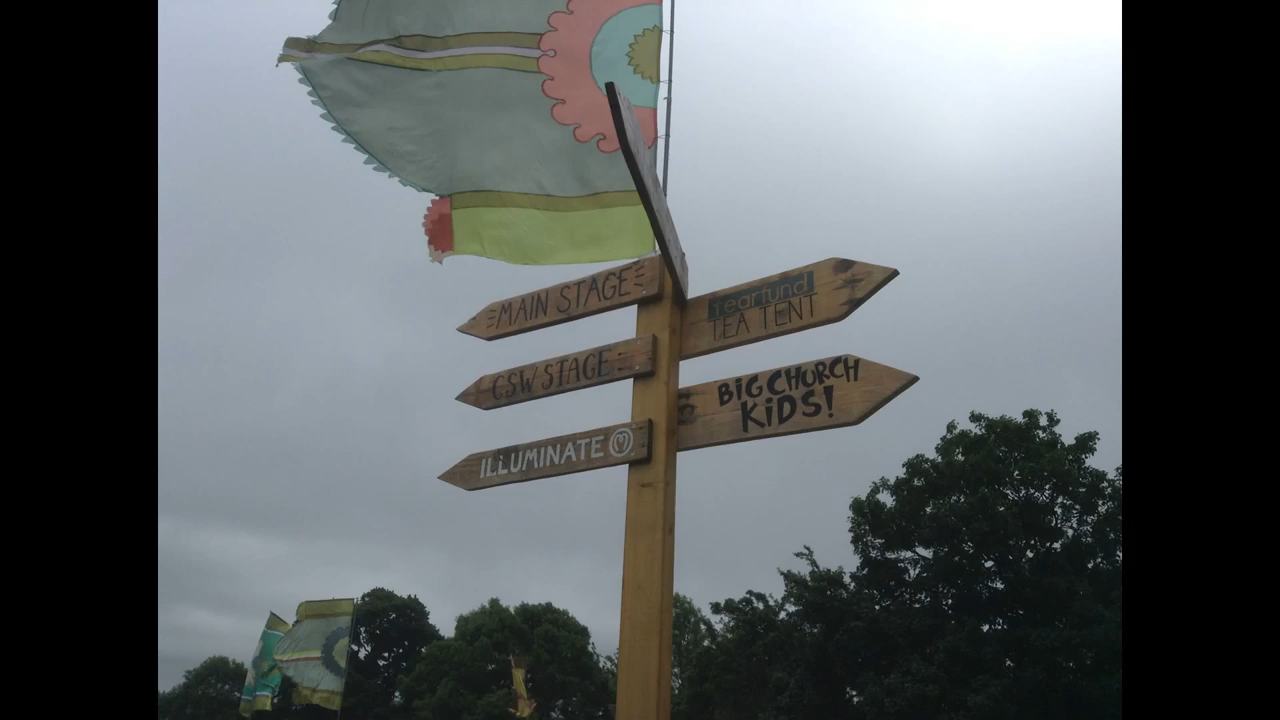 MAIN STAGE
CSW STAGE
ILLUMINATE
Tearfund
TEA TENT
BIG CHURCH
KIDS!